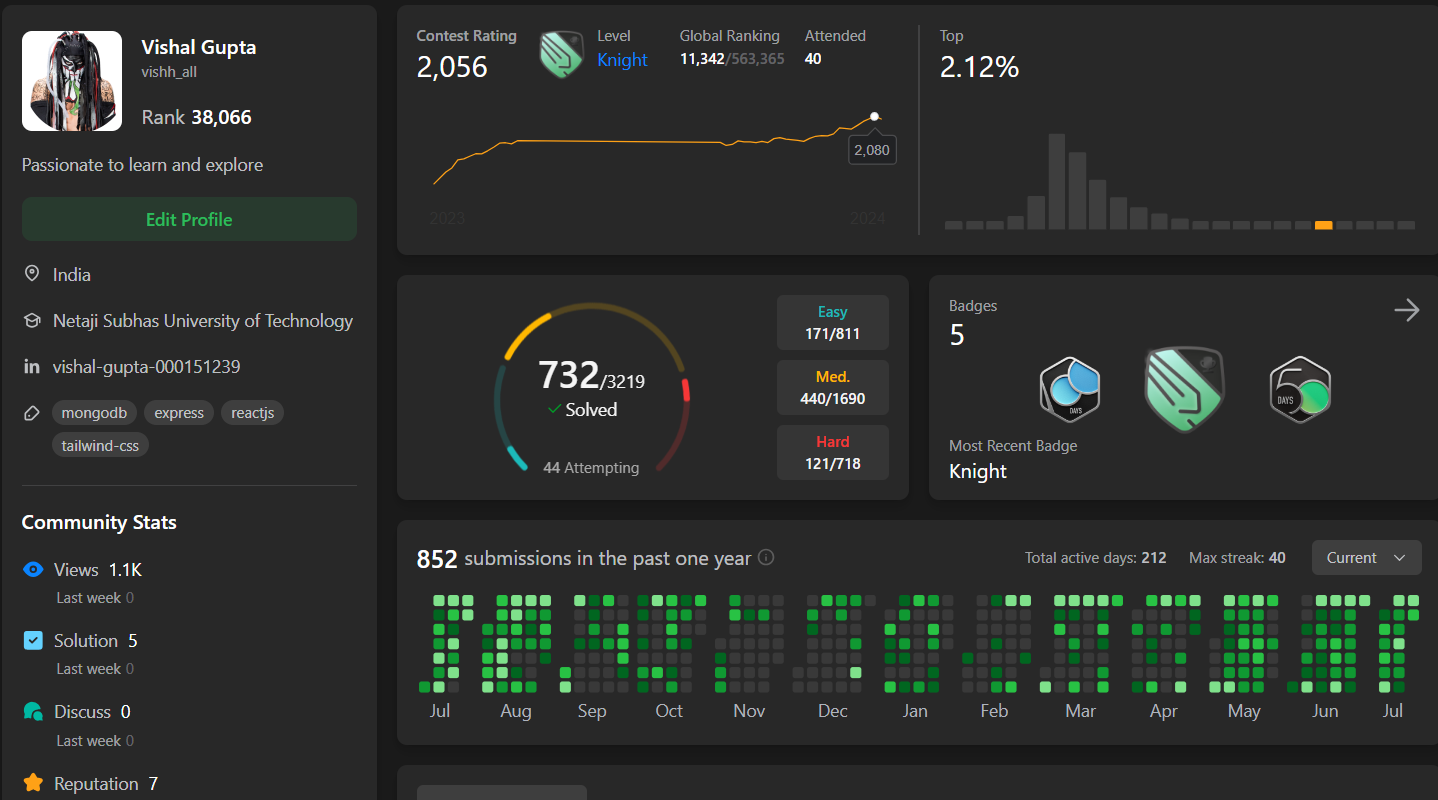 Vishal Gupta
vishh_all
Rank 38,066
Passionate to learn and explore
Edit Profile
India
Netaji Subhas University of Technology
in vishal-gupta-000151239
mongodb express reactjs
tailwind-css
Community Stats
Views 1.1K
Last week 0
Solution 5
Last week 0
Discuss 0
Last week 0
Reputation 7
Contest Rating
2,056
Level
Knight
Global Ranking
11,342/563,365
Attended
40
2,080
2023 2024
Top
2.12%
732/3219
Solved
44 Attempting
Easy
171/811
Med.
440/1690
Hard
121/718
Badges
5
DAYS
50
DAYS
Most Recent Badge
Knight
852 submissions in the past one year
Total active days: 212 Max streak: 40 Current
Jul Aug Sep Oct Nov Dec Jan Feb Mar Apr May Jun Jul